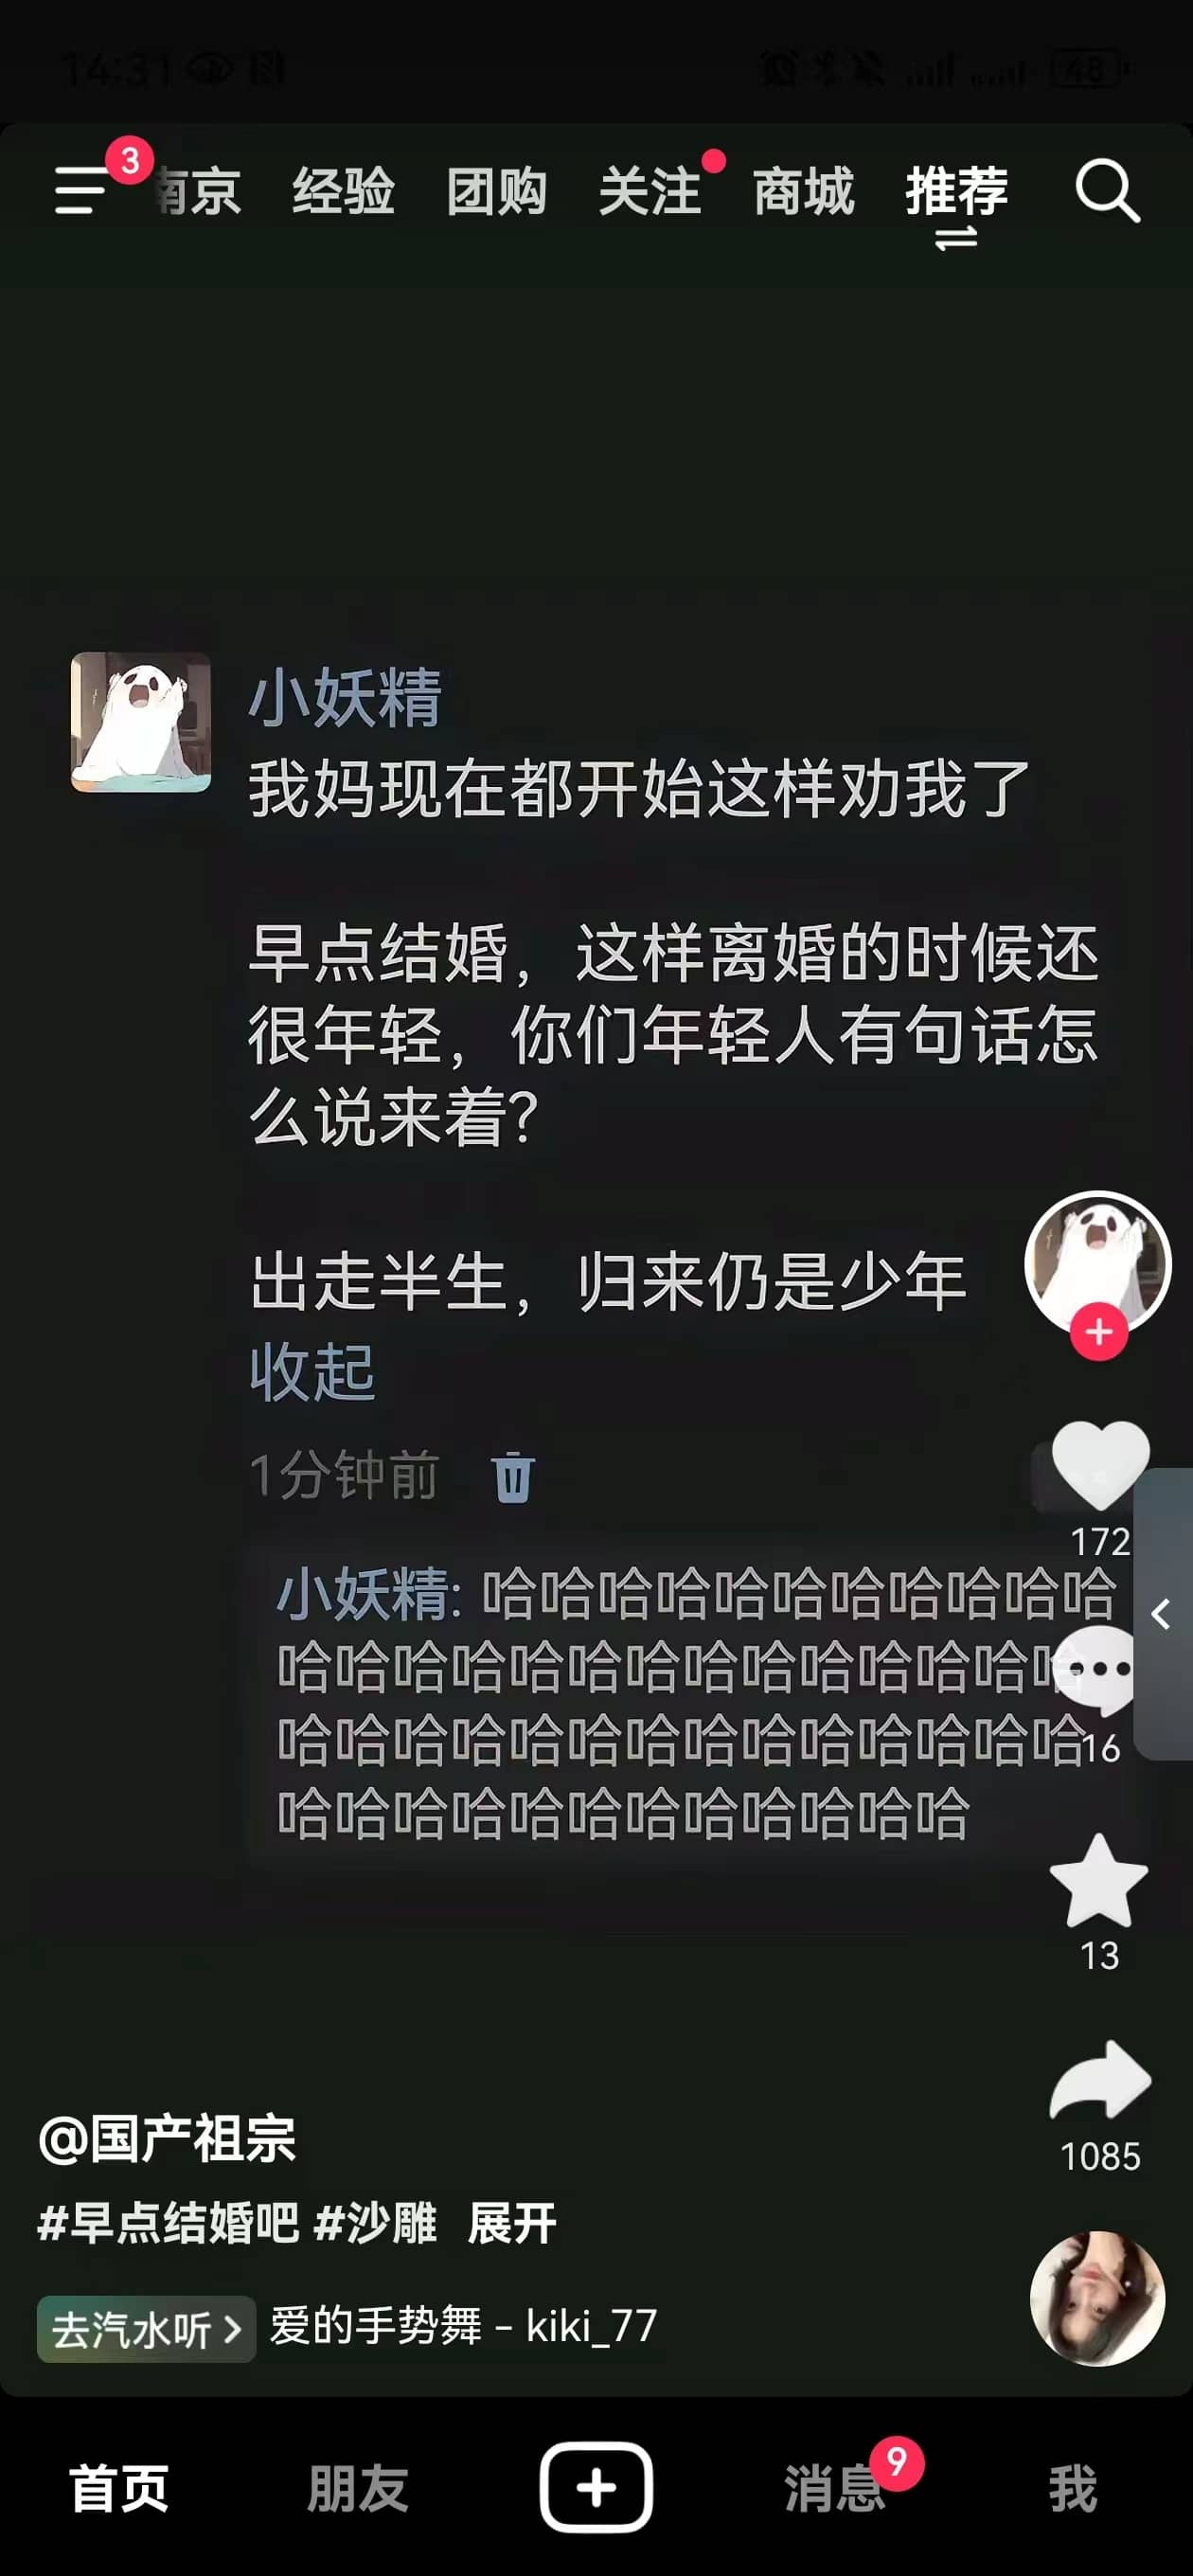 14:31
48
3
南京 经验 团购 关注 商城 推荐
小妖精
我妈现在都开始这样劝我了
早点结婚，这样离婚的时候还
很年轻，你们年轻人有句话怎
么说来着？
出走半生，归来仍是少年
收起
1分钟前
172
小妖精: 哈哈哈哈哈哈哈哈哈哈哈
哈哈哈哈哈哈哈哈哈哈哈哈哈哈
哈哈哈哈哈哈哈哈哈哈哈哈哈哈
16
哈哈哈哈哈哈哈哈哈哈哈哈
13
1085
@国产祖宗
#早点结婚吧 #沙雕 展开
去汽水听 > 爱的手势舞 - kiki_77
首页 朋友 消息 9 我